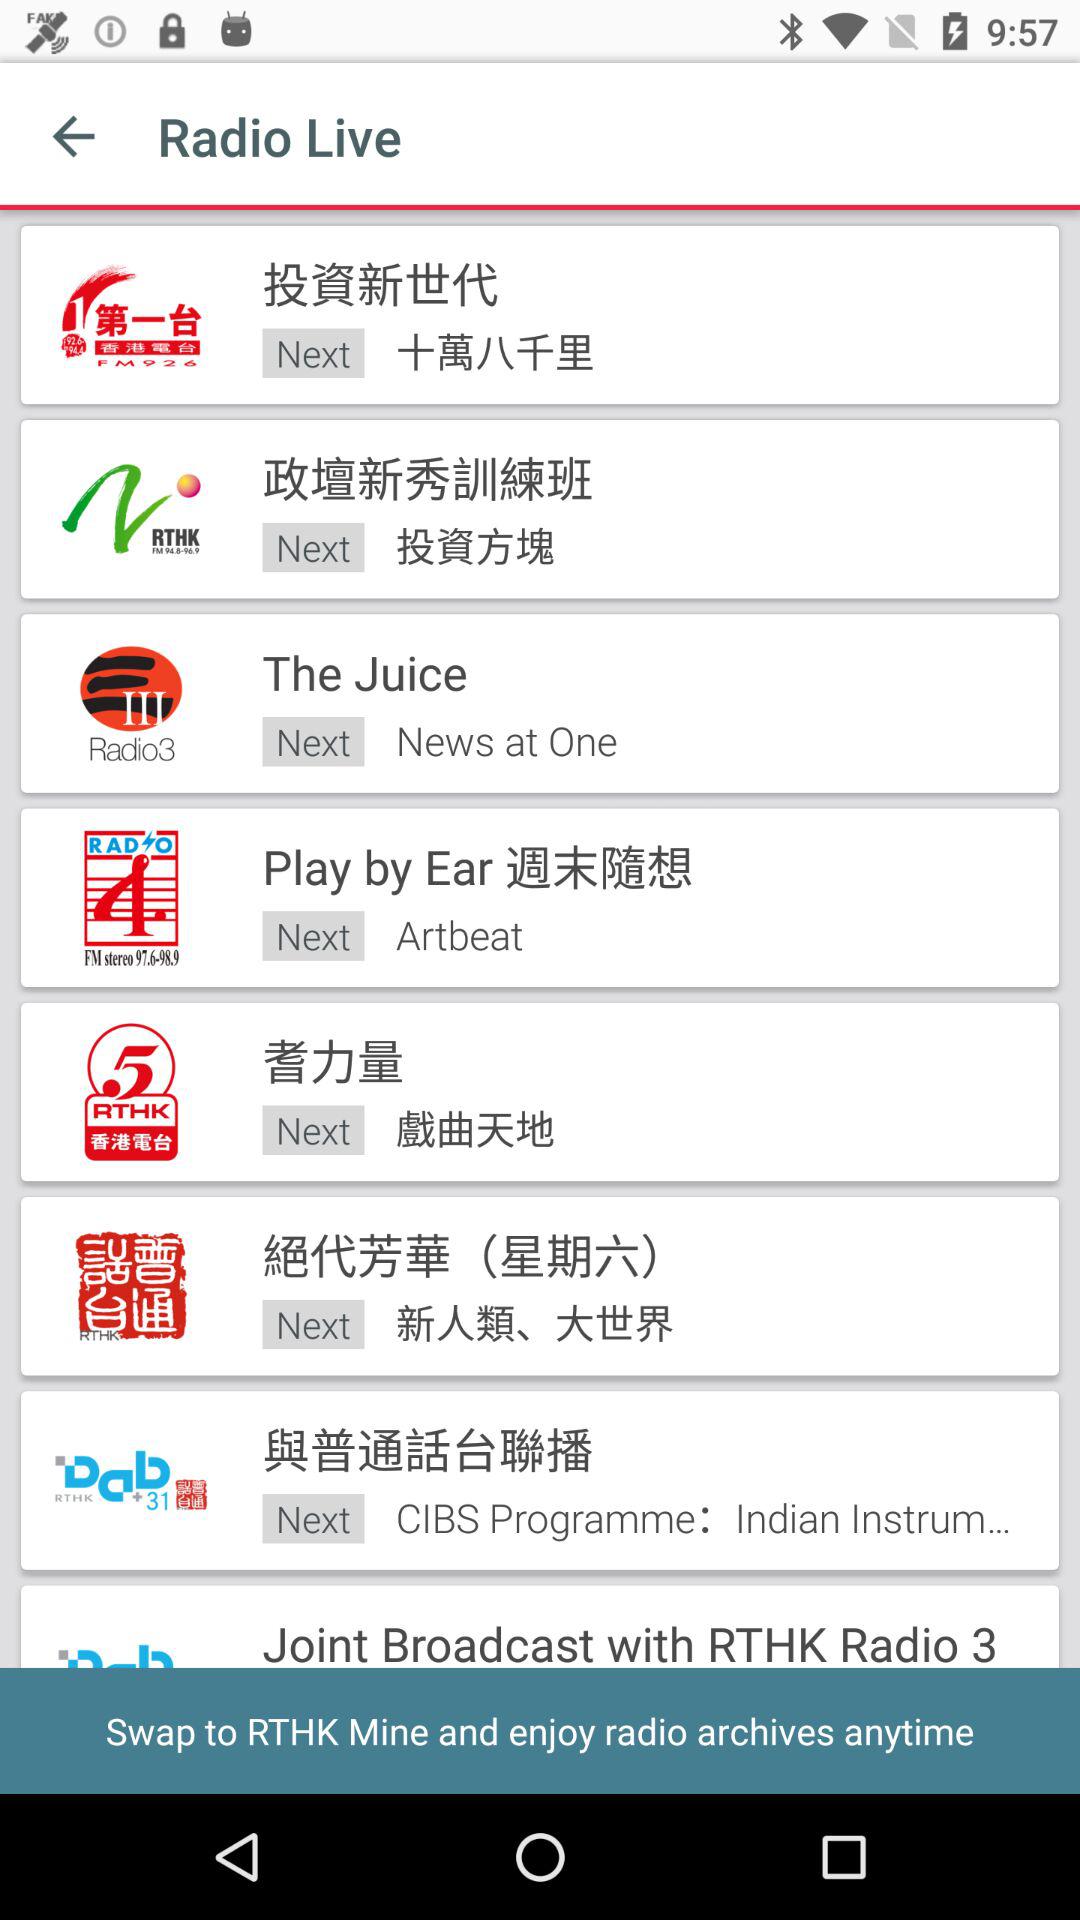 FAKE
9:57
Radio Live
投資新世代
Next 十萬八千里
1 第一台
92.6-94.4
香港電台
FM926
政壇新秀訓練班
Next 投資方塊
RTHK
FM 94.8-96.9
The Juice
Next News at One
III
Radio3
Play by Ear 週末隨想
Next Artbeat
RADIO
4
FM stereo 97.6-98.9
耆力量
Next 戲曲天地
5
RTHK
香港電台
絕代芳華（星期六）
Next 新人類、大世界
普通話台
RTHK
與普通話台聯播
Next CIBS Programme：Indian Instrum...
Dab
RTHK +31 普通話台
Joint Broadcast with RTHK Radio 3
Swap to RTHK Mine and enjoy radio archives anytime